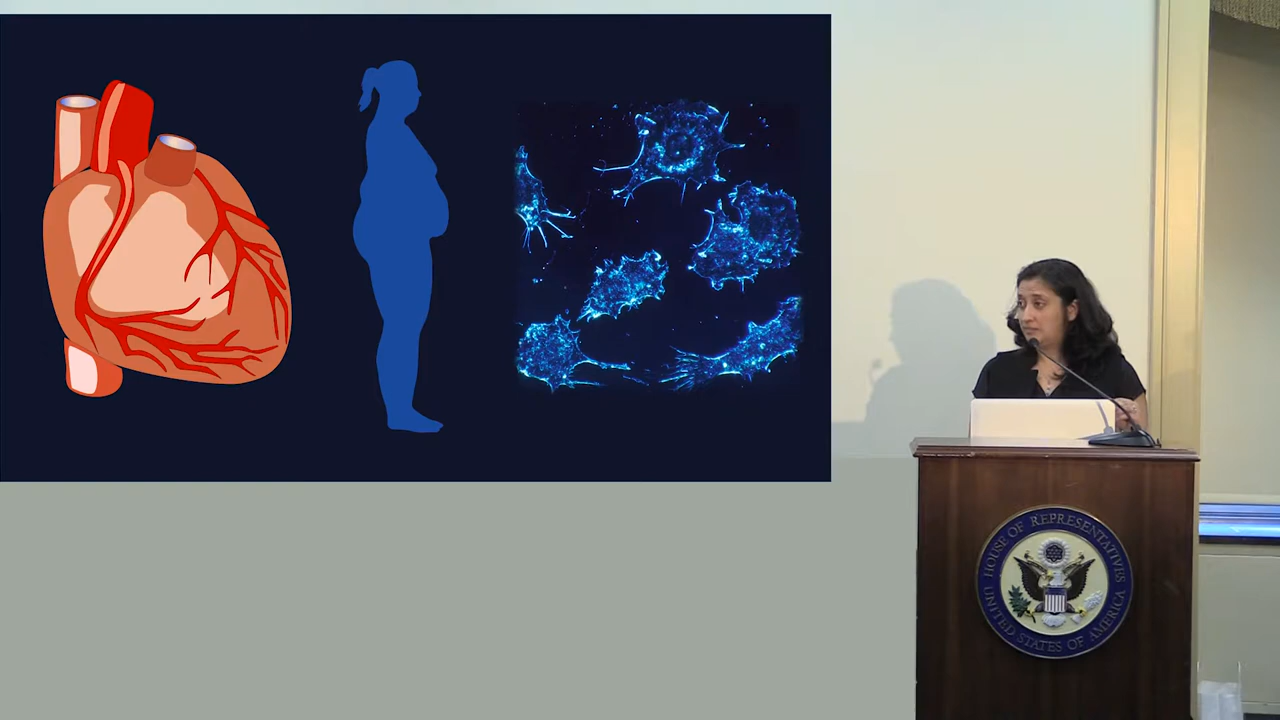 HOUSE OF REPRESENTATIVES
UNITED STATES OF AMERICA